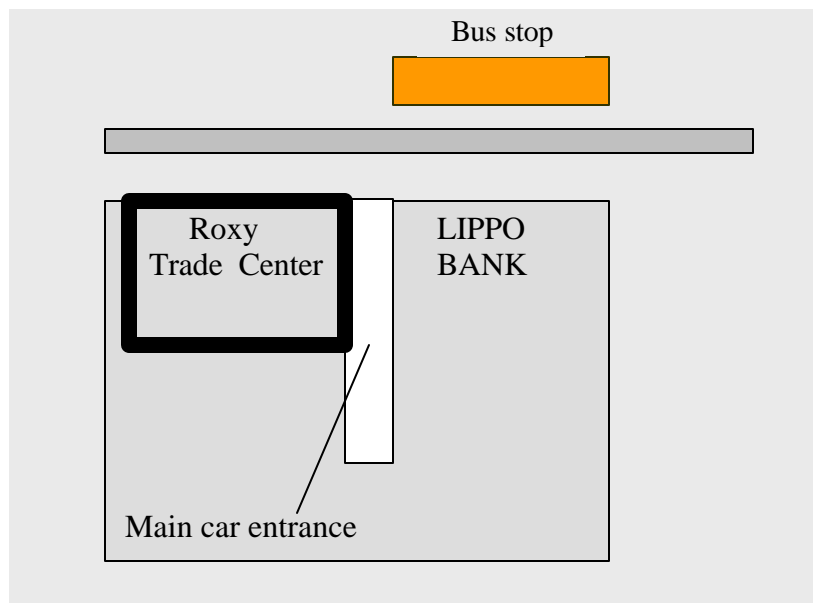 Bus stop
Roxy
Trade Center
LIPPO
BANK
Main car entrance